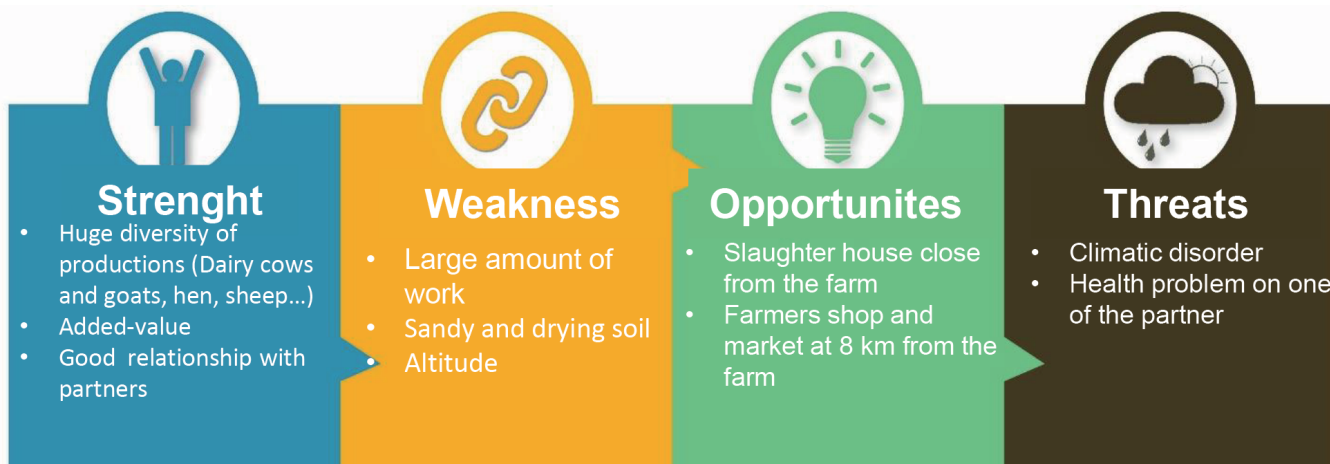 Strenght
• Huge diversity of
productions (Dairy cows
and goats, hen, sheep...)
• Added-value
• Good relationship with
partners
Weakness
• Large amount of
work
• Sandy and drying soil
• Altitude
Opportunites
• Slaughter house close
from the farm
• Farmers shop and
market at 8 km from the
farm
Threats
• Climatic disorder
• Health problem on one
of the partner